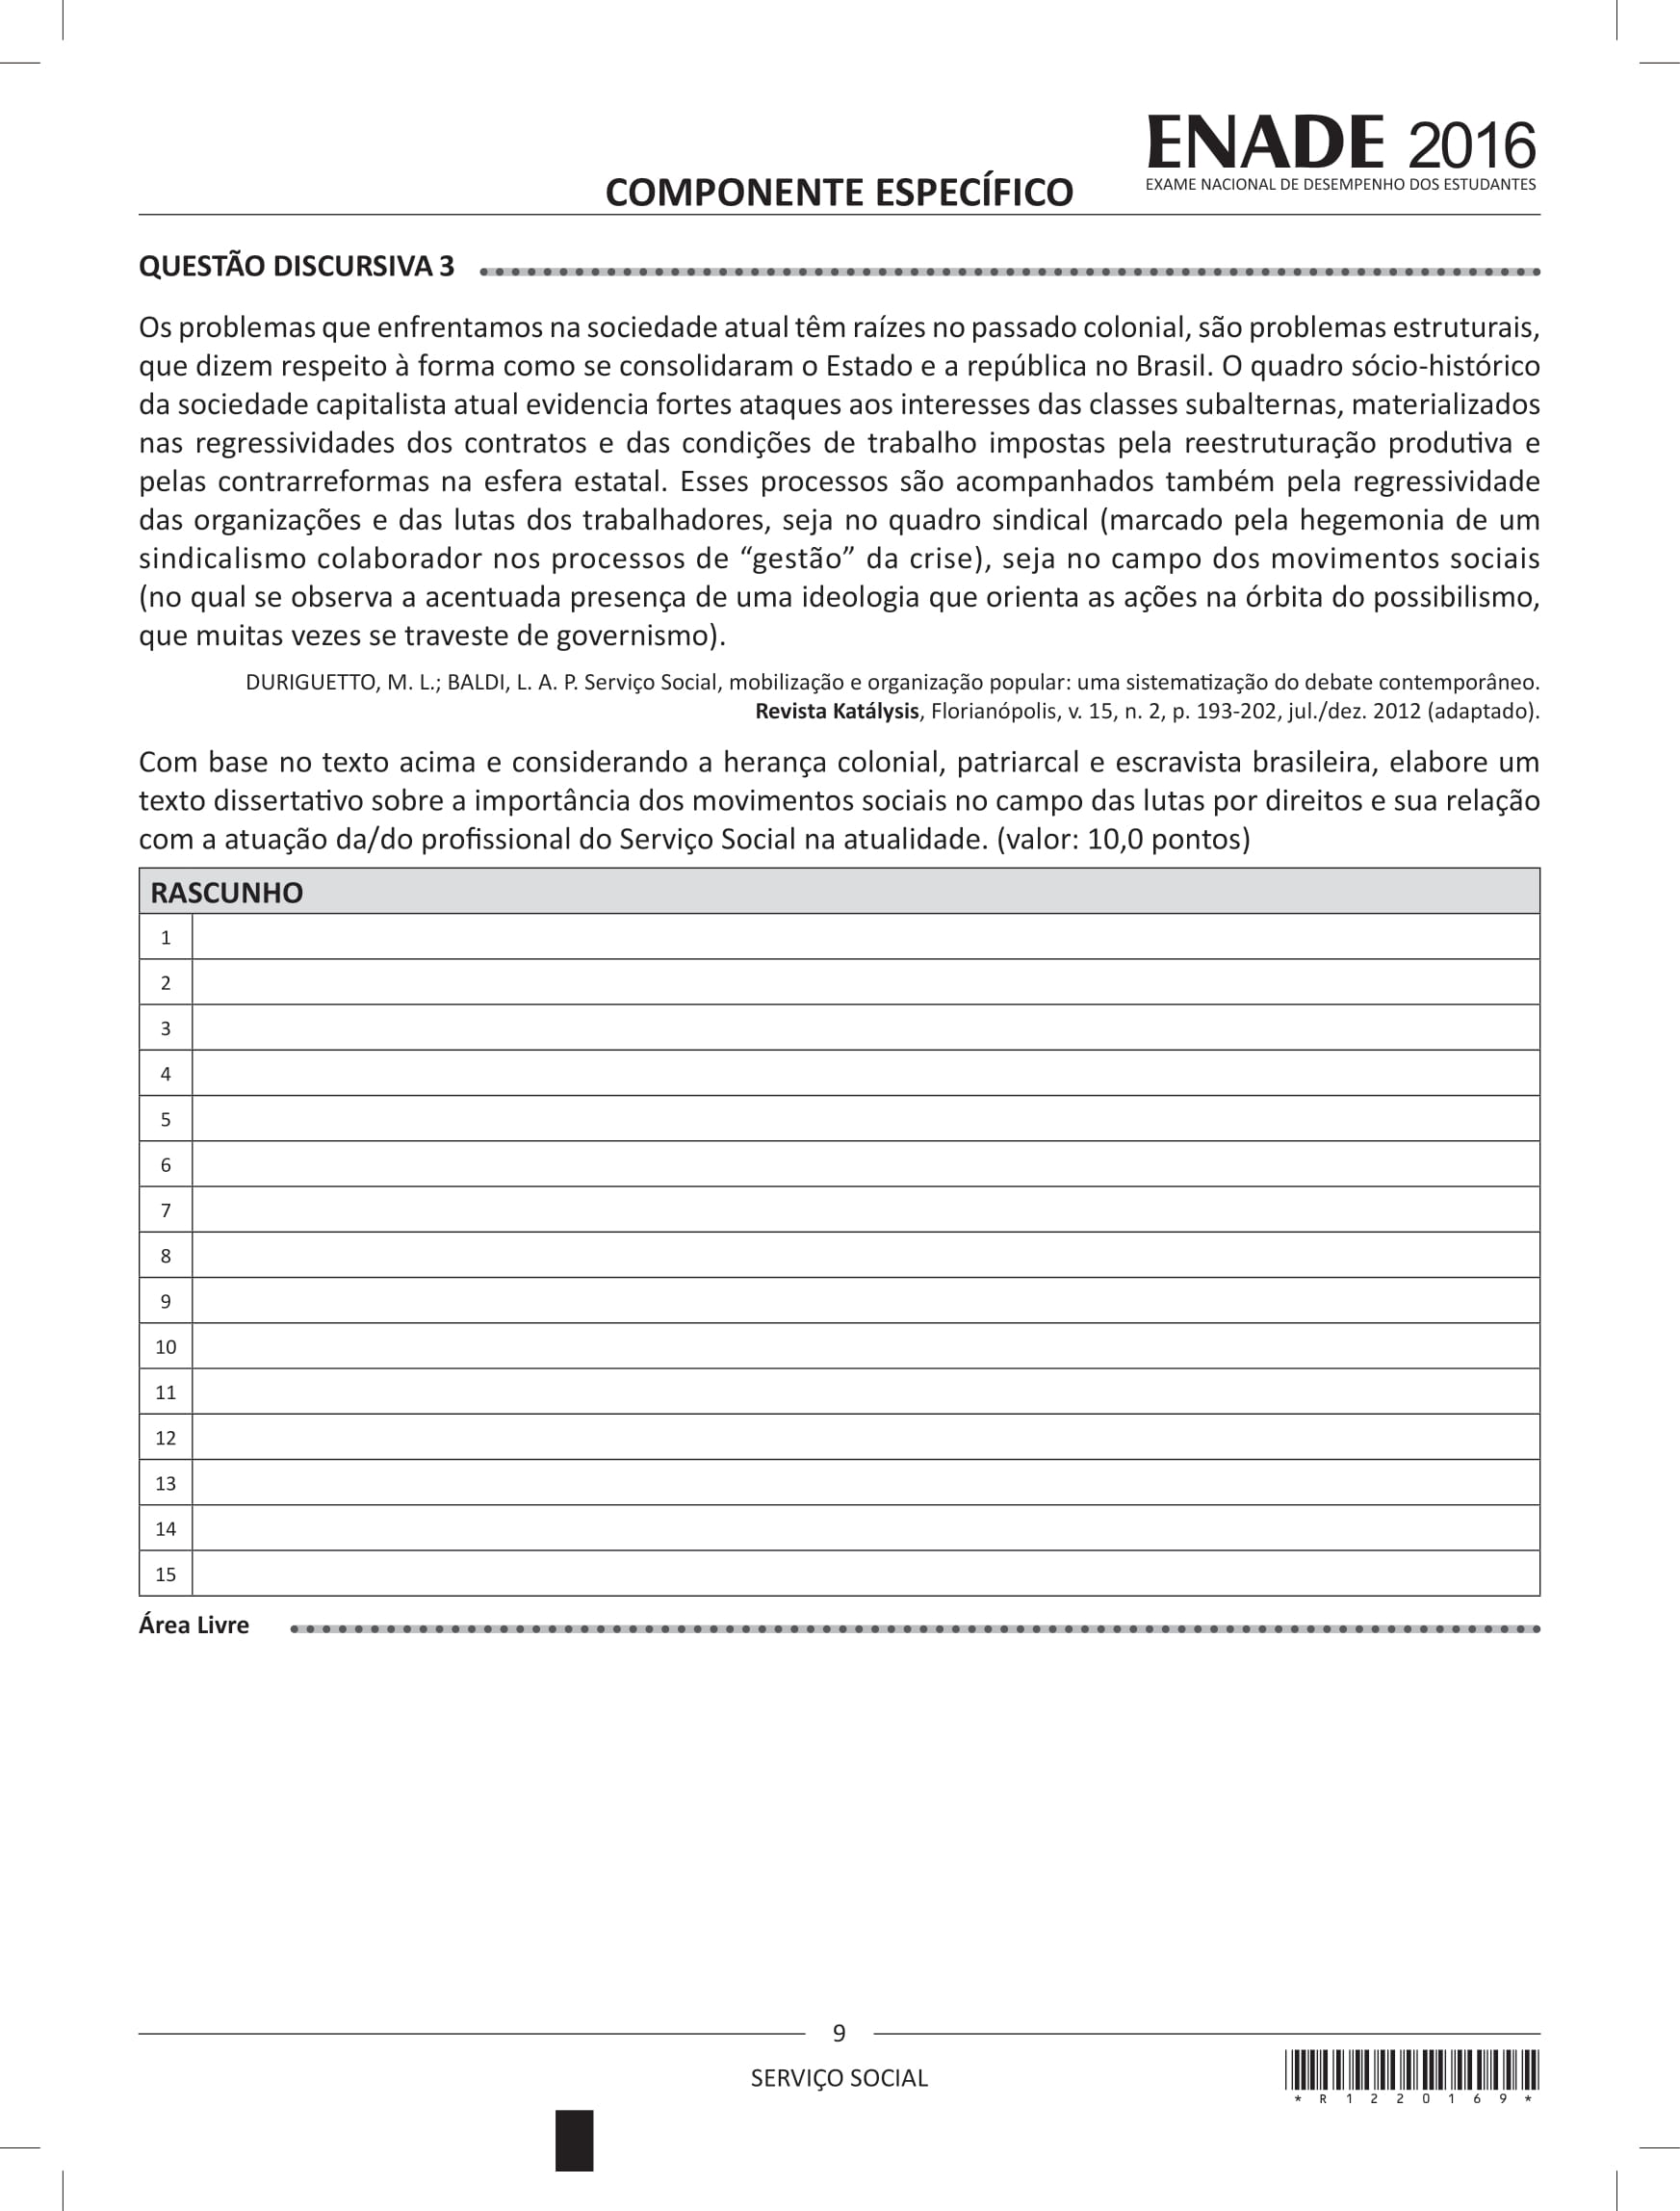 ENADE 2016
EXAME NACIONAL DE DESEMPENHO DOS ESTUDANTES
COMPONENTE ESPECÍFICO
QUESTÃO DISCURSIVA 3
Os problemas que enfrentamos na sociedade atual têm raízes no passado colonial, são problemas estruturais,
que dizem respeito à forma como se consolidaram o Estado e a república no Brasil. O quadro sócio-histórico
da sociedade capitalista atual evidencia fortes ataques aos interesses das classes subalternas, materializados
nas regressividades dos contratos e das condições de trabalho impostas pela reestruturação produtiva e
pelas contrarreformas na esfera estatal. Esses processos são acompanhados também pela regressividade
das organizações e das lutas dos trabalhadores, seja no quadro sindical (marcado pela hegemonia de um
sindicalismo colaborador nos processos de “gestão” da crise), seja no campo dos movimentos sociais
(no qual se observa a acentuada presença de uma ideologia que orienta as ações na órbita do possibilismo,
que muitas vezes se traveste de governismo).
DURIGUETTO, M. L.; BALDI, L. A. P. Serviço Social, mobilização e organização popular: uma sistematização do debate contemporâneo.
Revista Katálysis, Florianópolis, v. 15, n. 2, p. 193-202, jul./dez. 2012 (adaptado).
Com base no texto acima e considerando a herança colonial, patriarcal e escravista brasileira, elabore um
texto dissertativo sobre a importância dos movimentos sociais no campo das lutas por direitos e sua relação
com a atuação da/do profissional do Serviço Social na atualidade. (valor: 10,0 pontos)
RASCUNHO
1
2
3
4
5
6
7
8
9
10
11
12
13
14
15
Área Livre
9
SERVIÇO SOCIAL
* R 1 2 2 0 1 6 9 *